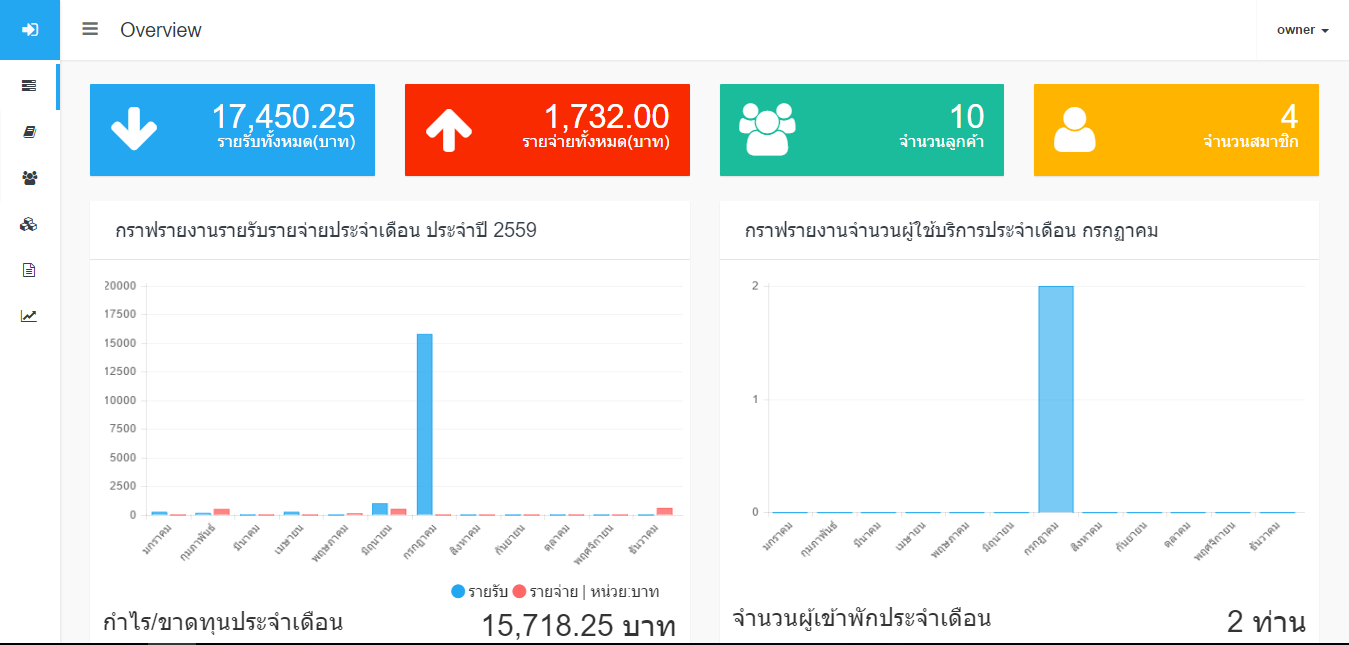 Overview
owner
17,450.25
รายรับทั้งหมด(บาท)
1,732.00
รายจ่ายทั้งหมด(บาท)
10
จำนวนลูกค้า
4
จำนวนสมาชิก
กราฟรายงานรายรับรายจ่ายประจำเดือน ประจำปี 2559
20000
17500
15000
12500
10000
7500
5000
2500
0
มกราคม กุมภาพันธ์ มีนาคม เมษายน พฤษภาคม มิถุนายน กรกฎาคม สิงหาคม กันยายน ตุลาคม พฤศจิกายน ธันวาคม
รายรับ รายจ่าย | หน่วย:บาท
กำไร/ขาดทุนประจำเดือน
15,718.25 บาท
กราฟรายงานจำนวนผู้ใช้บริการประจำเดือน กรกฏาคม
2
1
0
มกราคม กุมภาพันธ์ มีนาคม เมษายน พฤษภาคม มิถุนายน กรกฎาคม สิงหาคม กันยายน ตุลาคม พฤศจิกายน ธันวาคม
จำนวนผู้เข้าพักประจำเดือน
2 ท่าน